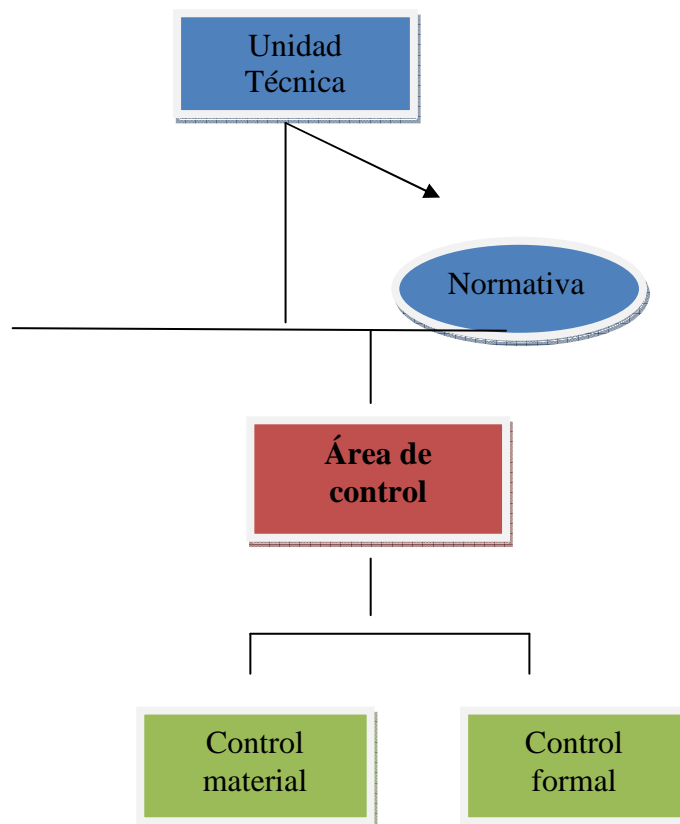 Unidad
Técnica
Normativa
Área de
control
Control
material
Control
formal